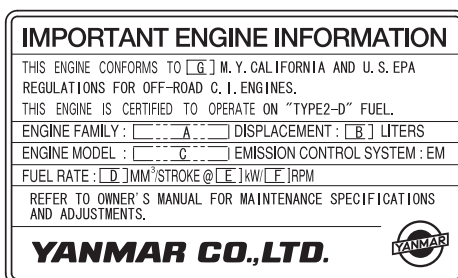 IMPORTANT ENGINE INFORMATION
THIS ENGINE CONFORMS TO [G] M.Y.CALIFORNIA AND U.S.EPA
REGULATIONS FOR OFF-ROAD C.I.ENGINES.
THIS ENGINE IS CERTIFIED TO OPERATE ON "TYPE2-D" FUEL.
ENGINE FAMILY : [A] DISPLACEMENT : [B] LITERS
ENGINE MODEL : [C] EMISSION CONTROL SYSTEM : EM
FUEL RATE : [D]MM³/STROKE @ [E]kW/[F]RPM
REFER TO OWNER'S MANUAL FOR MAINTENANCE SPECIFICATIONS
AND ADJUSTMENTS.
YANMAR CO.,LTD.
YANMAR